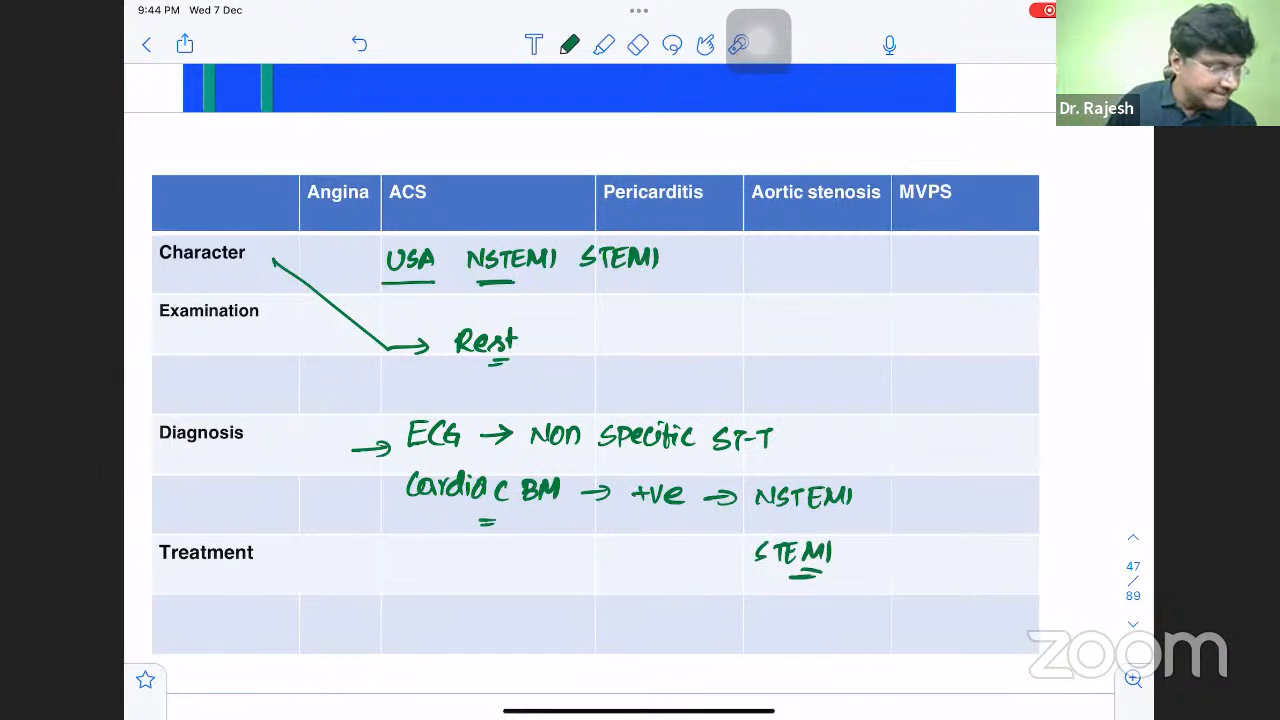 9:44 PM Wed 7 Dec
T
Dr. Rajesh
Angina ACS Pericarditis Aortic stenosis MVPS
Character USA NSTEMI STEMI
Examination
→ Rest
Diagnosis → ECG → Non Specific ST-T
Cardiac BM → +ve → NSTEMI
Treatment STEMI
47
/
89
zoom